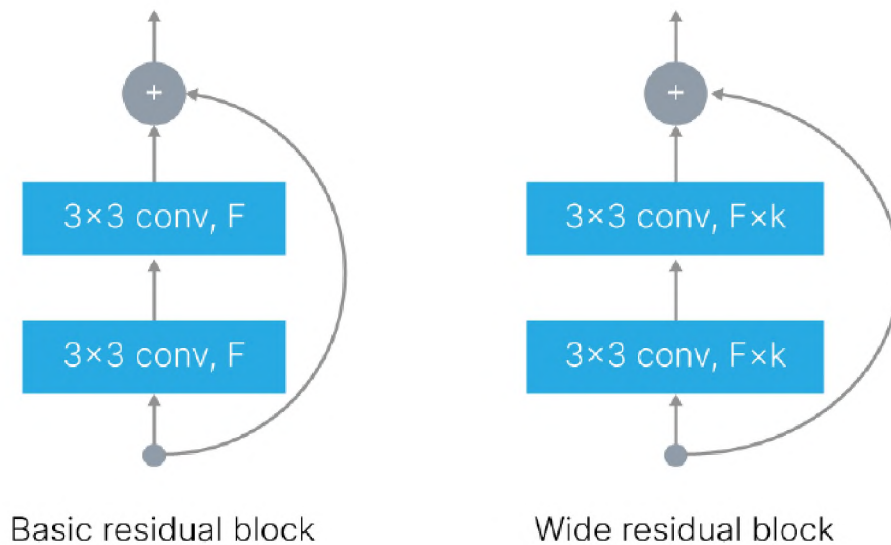 +
3×3 conv, F
3×3 conv, F
Basic residual block
+
3×3 conv, F×k
3×3 conv, F×k
Wide residual block